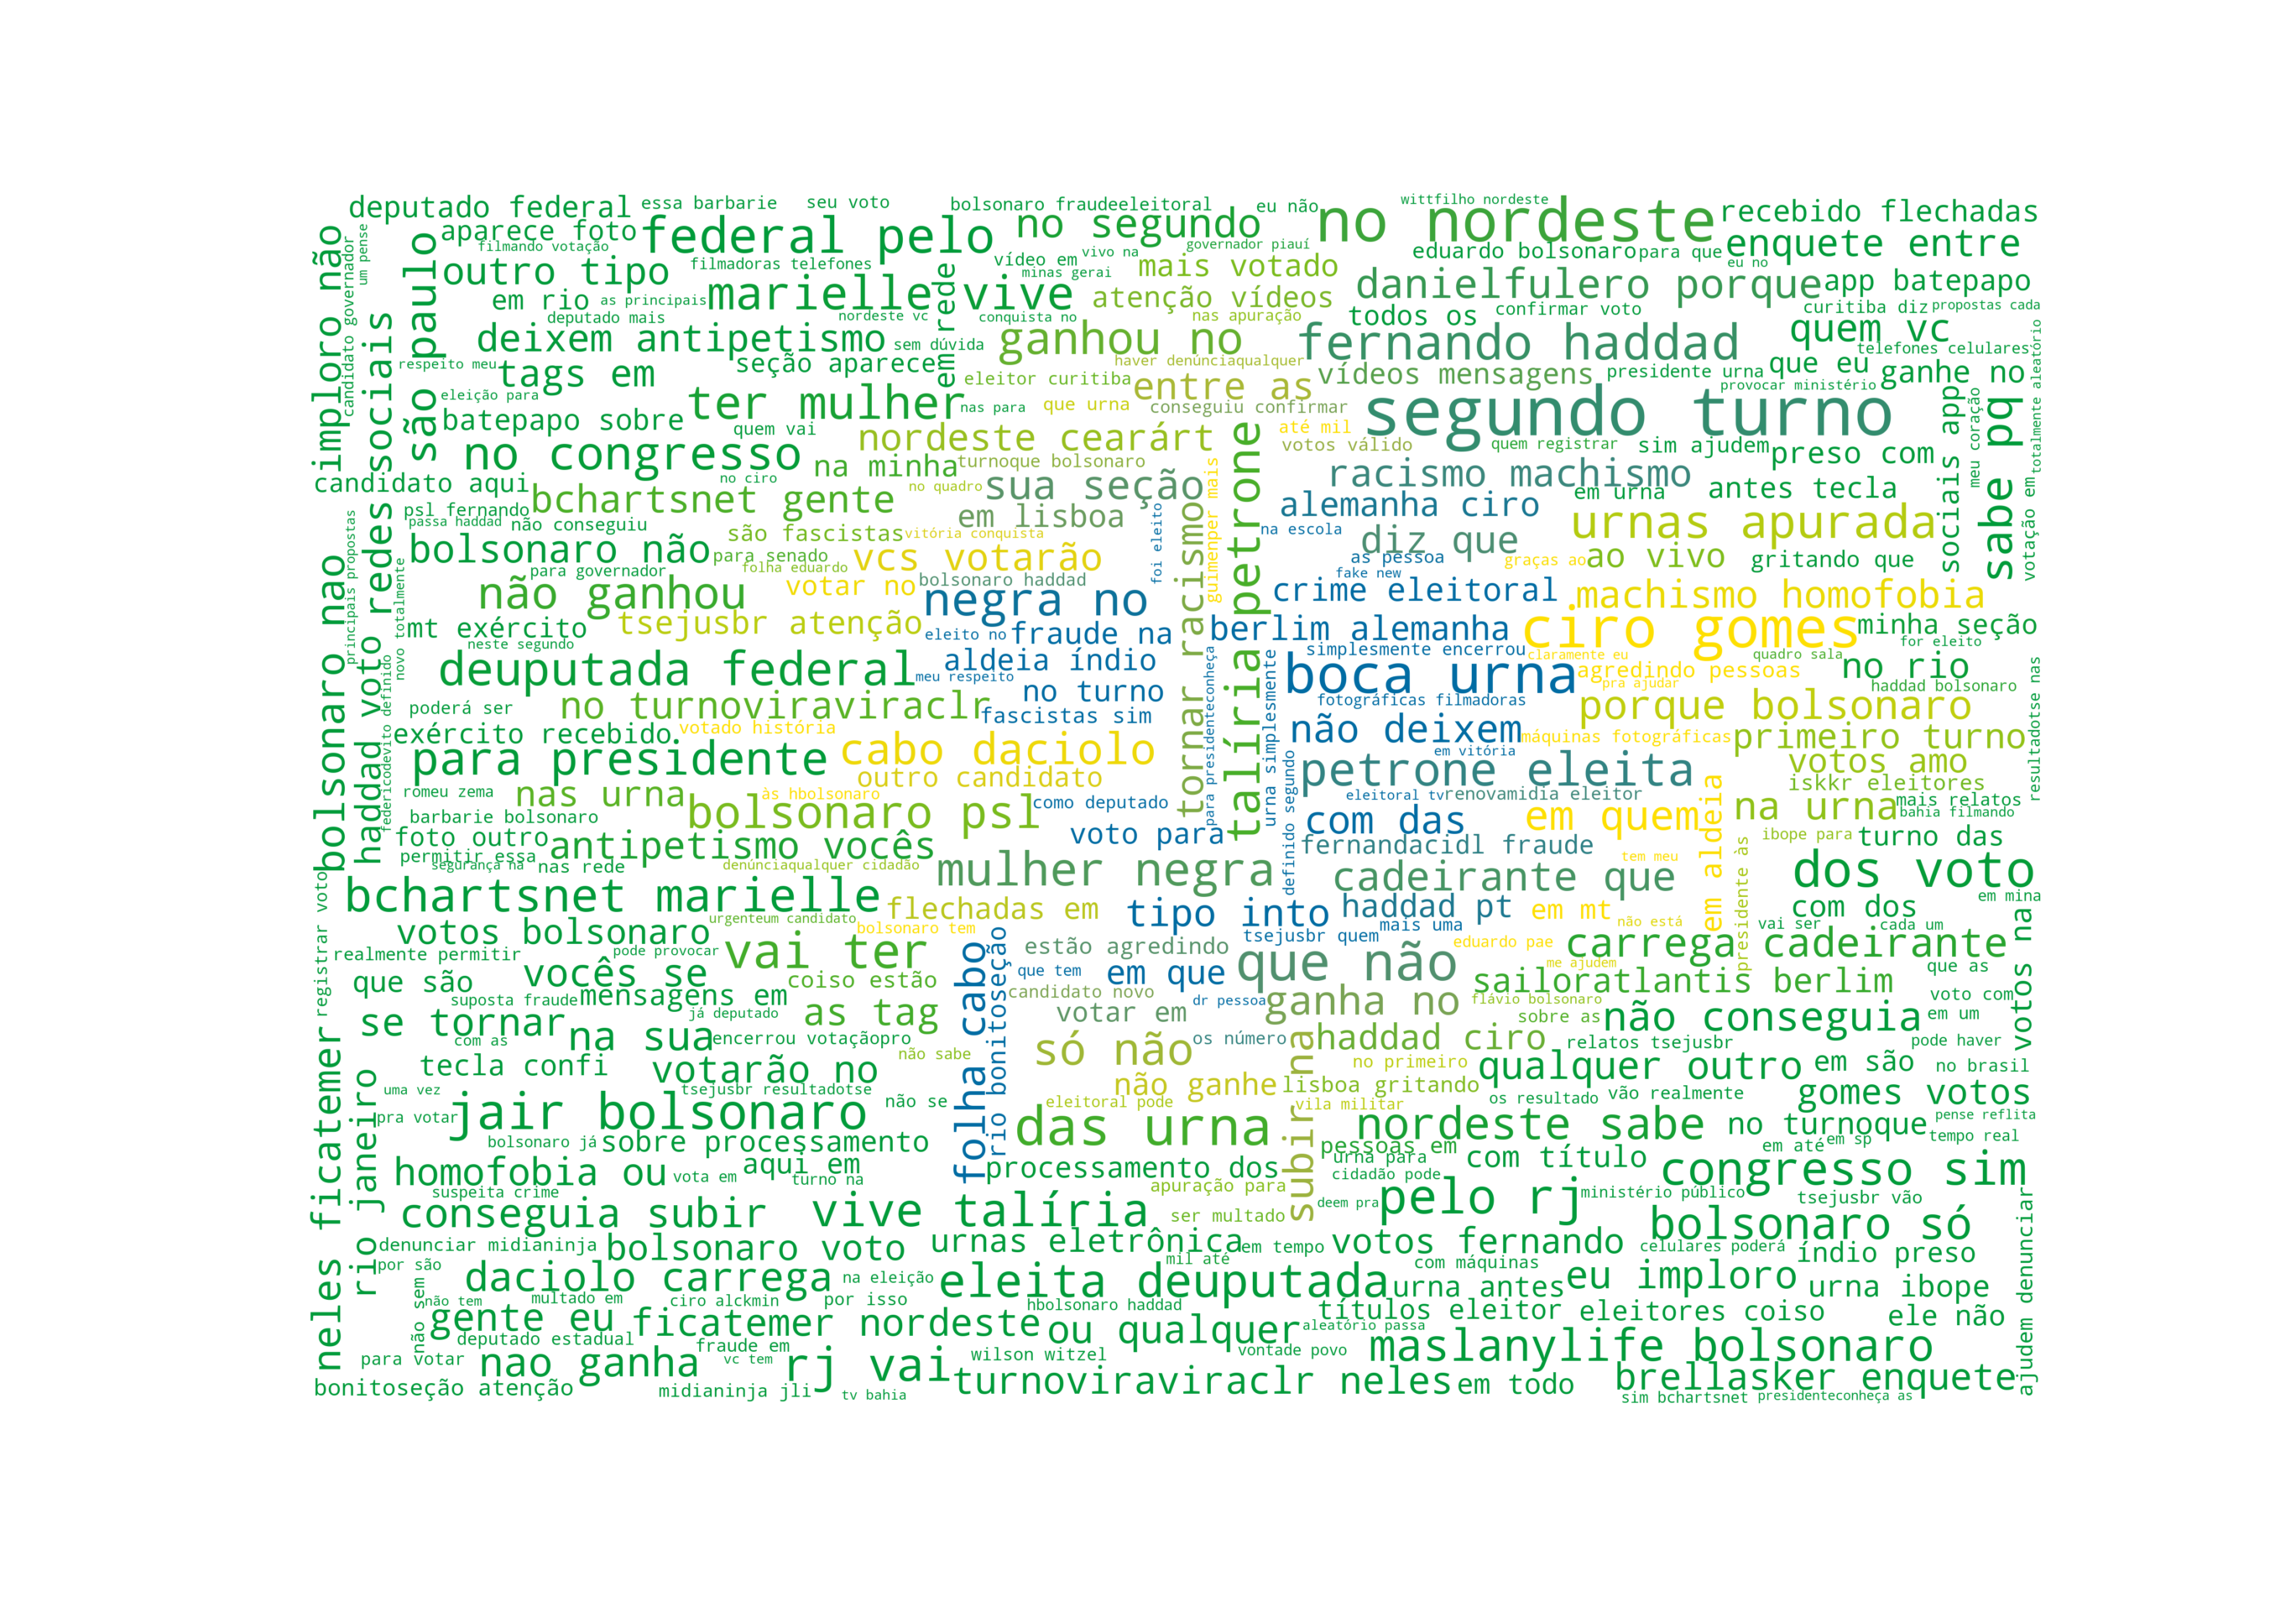 deputado federal
essa barbarie
seu voto
bolsonaro fraudeeleitoral
eu não
no nordeste
wittfilho nordeste
recebido flechadas
aparece foto
filmando votação
federal pelo
no segundo
governador piauí
eduardo bolsonaro
para que
enquete entre
outro tipo
filmadoras telefones
vídeo em
vivo na
minas gerai
mais votado
eu no
danielfulero porque
app batepapo
em rio
as principais
marielle vive
atenção vídeos
deputado mais
nordeste vc
conquista no
nas apuração
todos os
confirmar voto
curitiba diz
propostas cada
deixem antipetismo
sem dúvida
ganhou no
fernando haddad
quem vc
telefones celulares
respeito meu
tags em
seção aparece
em rede
haver denúnciaqualquer
eleitor curitiba
entre as
vídeos mensagens
presidente urna
que eu
ganhe no
provocar ministério
eleição para
batepapo sobre
ter mulher
nas para
que urna
conseguiu confirmar
segundo turno
quem vai
nordeste cearárt
até mil
votos válido
quem registrar
sim ajudem
preso com
no congresso
na minha
turnoque bolsonaro
racismo machismo
candidato aqui
no ciro
no quadro
sua seção
alemanha ciro
em urna
antes tecla
bchartsnet gente
psl fernando
passa haddad
não conseguiu
em lisboa
na escola
urnas apurada
são fascistas
vitória conquista
diz que
bolsonaro não
para senado
vcs votarão
as pessoa
graças ao
ao vivo
gritando que
para governador
folha eduardo
votar no
bolsonaro haddad
fake new
não ganhou
negra no
crime eleitoral
machismo homofobia
mt exército
tsejusbr atenção
eleito no
fraude na
berlim alemanha
ciro gomes
minha seção
neste segundo
simplesmente encerrou
claramente eu
quadro sala
for eleito
deuputada federal
meu respeito
aldeia índio
boca urna
agredindo pessoas
no rio
pra ajudar
haddad bolsonaro
poderá ser
no turnoviraviraclr
no turno
fotográficas filmadoras
porque bolsonaro
exército recebido
votado história
fascistas sim
não deixem
máquinas fotográficas
primeiro turno
para presidente
cabo daciolo
em vitória
votos amo
outro candidato
petrone eleita
iskkr eleitores
romeu zema
nas urna
às hbolsonaro
como deputado
eleitoral tv
renovamidia eleitor
na urna
mais relatos
bahia filmando
barbarie bolsonaro
bolsonaro psl
com das
em quem
foto outro
voto para
ibope para
turno das
permitir essa
antipetismo vocês
fernandacidl fraude
tem meu
segurança na
nas rede
denúnciaqualquer cidadão
mulher negra
cadeirante que
dos voto
bchartsnet marielle
em mina
urgenteum candidato
flechadas em
tipo into
haddad pt
em mt
com dos
votos bolsonaro
bolsonaro tem
mais uma
não está
vai ser
cada um
realmente permitir
pode provocar
vai ter
estão agredindo
tsejusbr quem
eduardo pae
carrega cadeirante
que são
vocês se
coiso estão
que tem
em que
que não
me ajudem
sailoratlantis berlim
que as
suposta fraude
mensagens em
candidato novo
dr pessoa
ganha no
flávio bolsonaro
voto com
se tornar
já deputado
as tag
votar em
sobre as
não conseguia
em um
com as
na sua
encerrou votaçãopro
só não
os número
haddad ciro
relatos tsejusbr
pode haver
tecla confi
votarão no
não sabe
no primeiro
qualquer outro
em são
no brasil
uma vez
tsejusbr resultadotse
não ganhe
lisboa gritando
vão realmente
gomes votos
pra votar
jair bolsonaro
não se
eleitoral pode
vila militar
os resultado
pense reflita
das urna
nordeste sabe
no turnoque
tempo real
bolsonaro já
sobre processamento
pessoas em
em até
em sp
urna para
homofobia ou
vota em
aqui em
turno na
processamento dos
cidadão pode
com título
congresso sim
suspeita crime
apuração para
deem pra
pelo rj
ministério público
tsejusbr vão
conseguia subir
vive talíria
ser multado
bolsonaro só
denunciar midianinja
bolsonaro voto
urnas eletrônica
em tempo
votos fernando
celulares poderá
índio preso
por são
mil até
com máquinas
daciolo carrega
na eleição
eleita deuputada
urna antes
eu imploro
urna ibope
não tem
multado em
ciro alckmin
por isso
hbolsonaro haddad
títulos eleitor
eleitores coiso
ele não
gente eu
ficatemer nordeste
ou qualquer
aleatório passa
deputado estadual
fraude em
para votar
nao ganha
vc tem
rj vai
wilson witzel
vontade povo
maslanylife bolsonaro
bonitoseção atenção
midianinja jli
tv bahia
turnoviraviraclr neles
em todo
brellasker enquete
sim bchartsnet
presidenteconheça as
imploro não
candidato governador
um pense
são paulo
sociais
haddad voto redes
bolsonaro nao
principais propostas
novo totalmente
federicodevito definido
registrar voto
neles ficatemer
rio janeiro
não sem
folha cabo
rio bonitoseção
foi eleito
tornar racismo
guimenper mais
para presidenteconheça
talíria petrone
urna simplesmente
definido segundo
subir na
em aldeia
presidente às
sociais app
meu coração
sabe pq
votação em
totalmente aleatório
resultadotse nas
votos na
ajudem denunciar